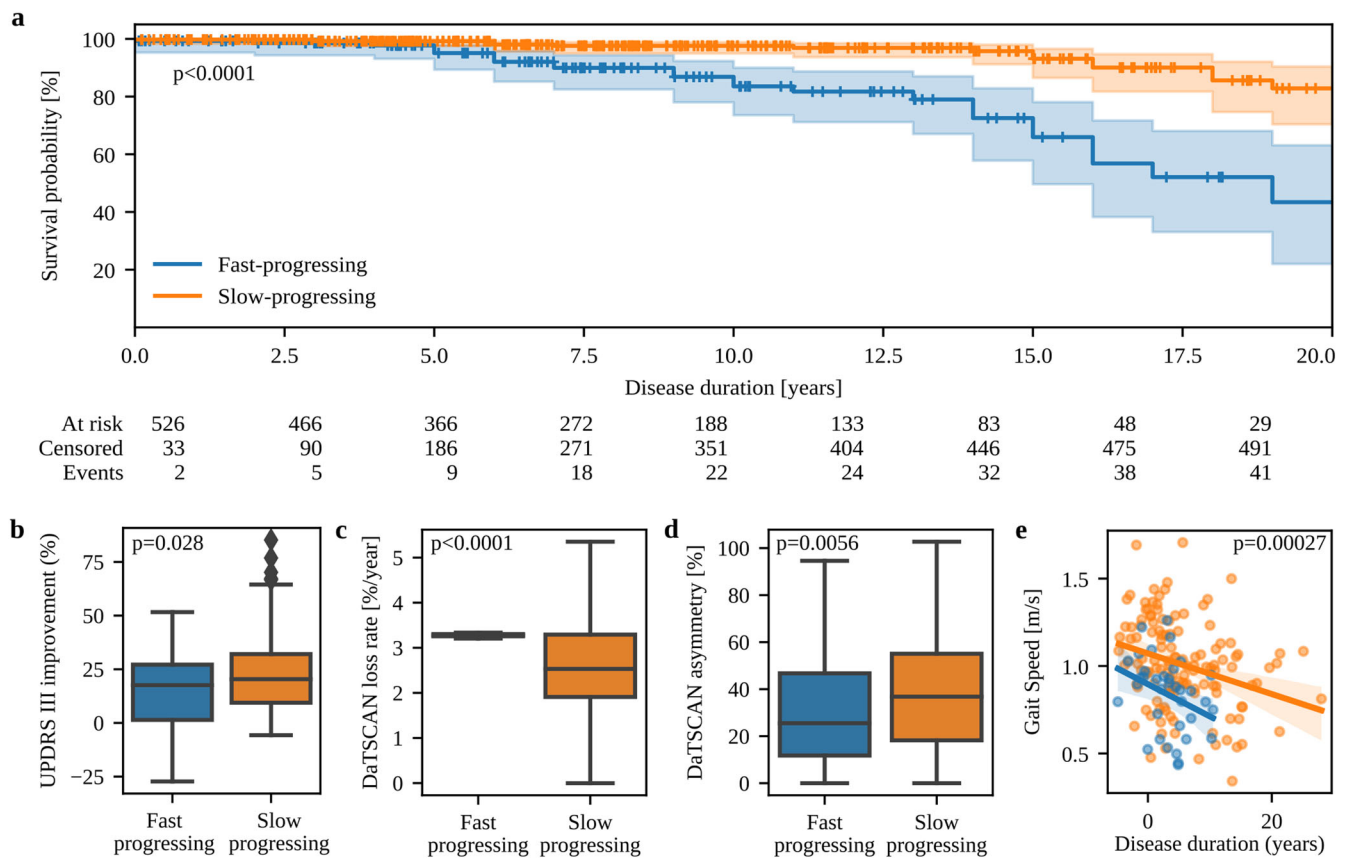 a
100
80
60
40
20
Survival probability [%]
p<0.0001
Fast-progressing
Slow-progressing
0.0 2.5 5.0 7.5 10.0 12.5 15.0 17.5 20.0
Disease duration [years]
At risk 526 466 366 272 188 133 83 48 29
Censored 33 90 186 271 351 404 446 475 491
Events 2 5 9 18 22 24 32 38 41
b
UPDRS III improvement (%)
p=0.028
75
50
25
0
−25
Fast progressing
Slow progressing
c
DaTSCAN loss rate [%/year]
p<0.0001
5
4
3
2
1
0
Fast progressing
Slow progressing
d
DaTSCAN asymmetry [%]
p=0.0056
100
80
60
40
20
0
Fast progressing
Slow progressing
e
Gait Speed [m/s]
p=0.00027
1.5
1.0
0.5
0 20
Disease duration (years)